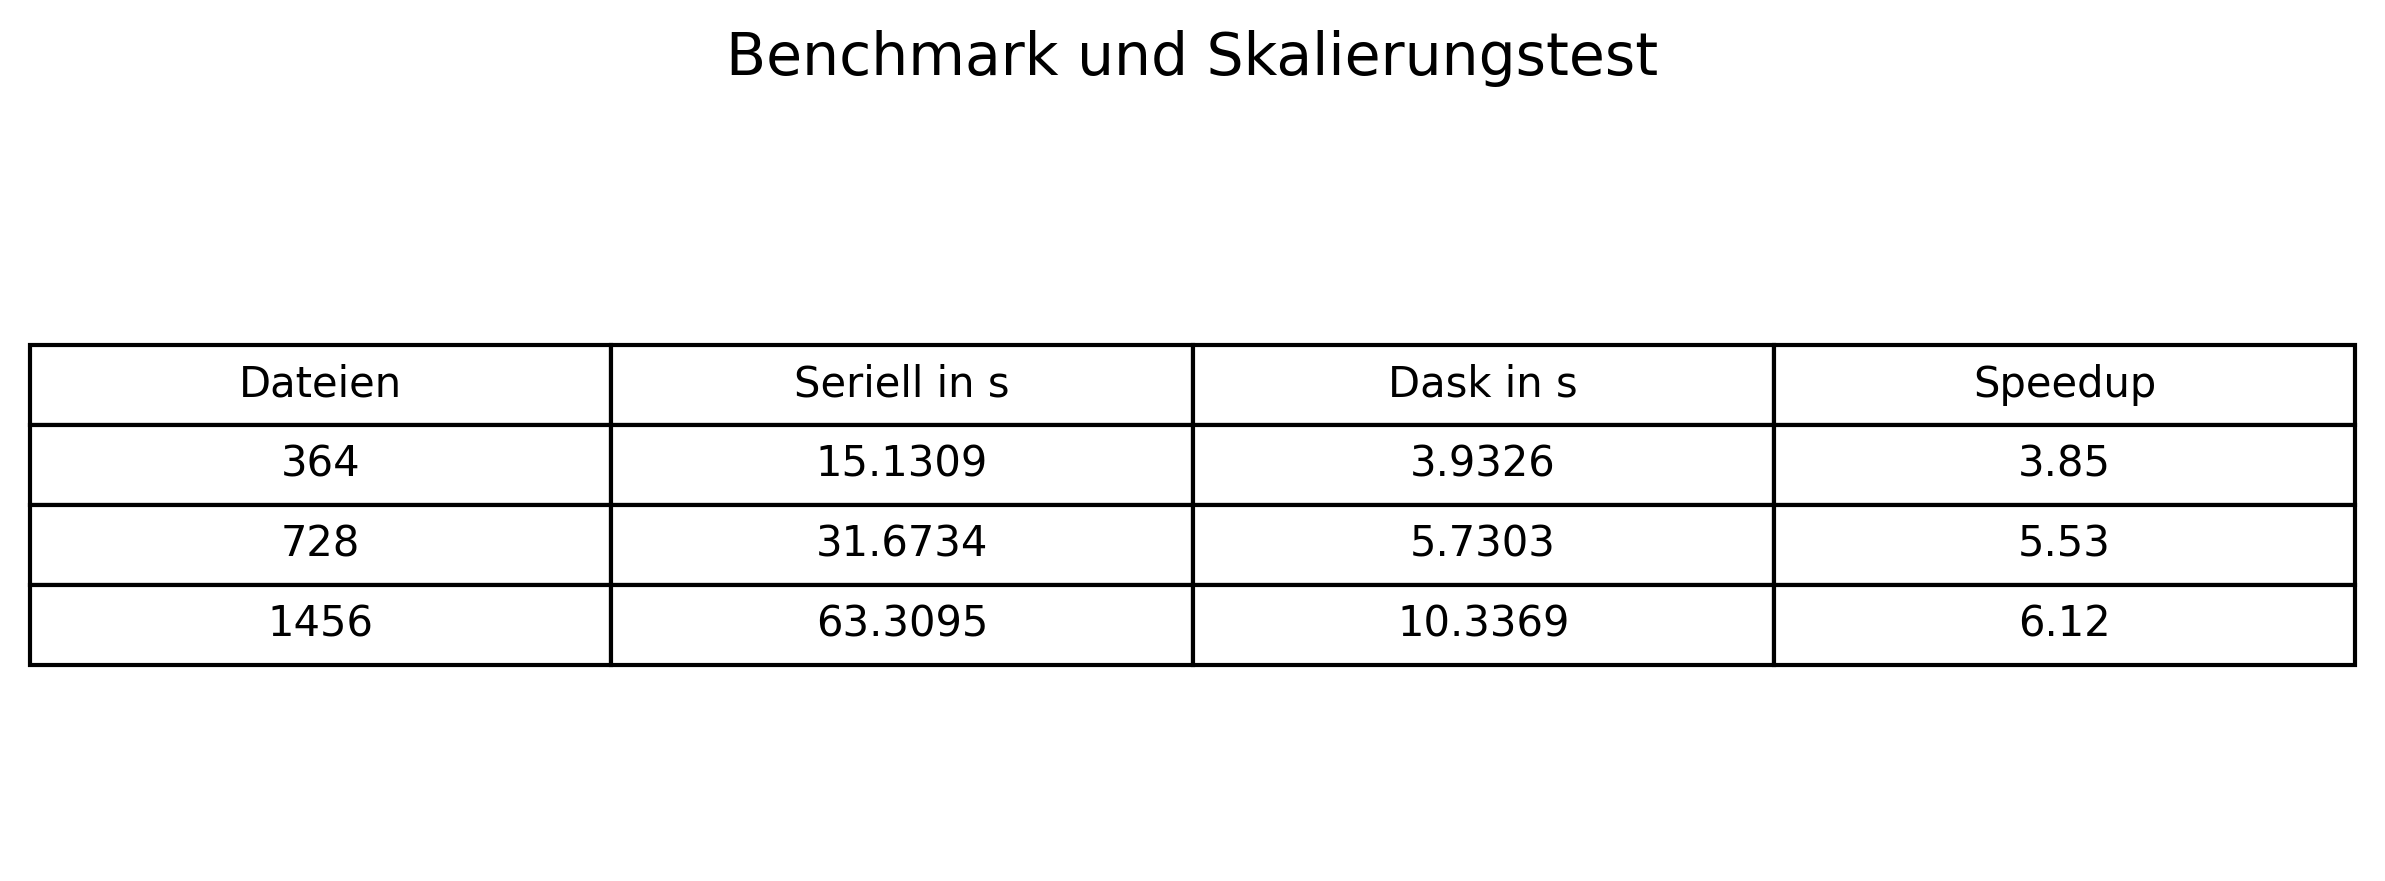 Benchmark und Skalierungstest
Dateien Seriell in s Dask in s Speedup
364 15.1309 3.9326 3.85
728 31.6734 5.7303 5.53
1456 63.3095 10.3369 6.12